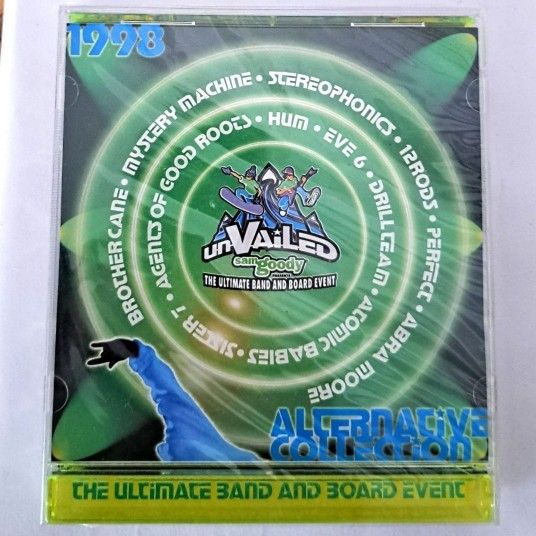 1998
BROTHER CANE • MYSTERY MACHINE • STEREOPHONICS • 12RODS • PERFECT • ABRA MOORE
SISTER 7 • AGENTS OF GOOD ROOTS • HUM • EVE 6 • DRILL TEAM • ATOMIC BABIES •
unVAiLED
sam goody
PRESENTS
THE ULTIMATE BAND AND BOARD EVENT
ALTERNATIVE
COLLECTION
THE ULTIMATE BAND AND BOARD EVENT